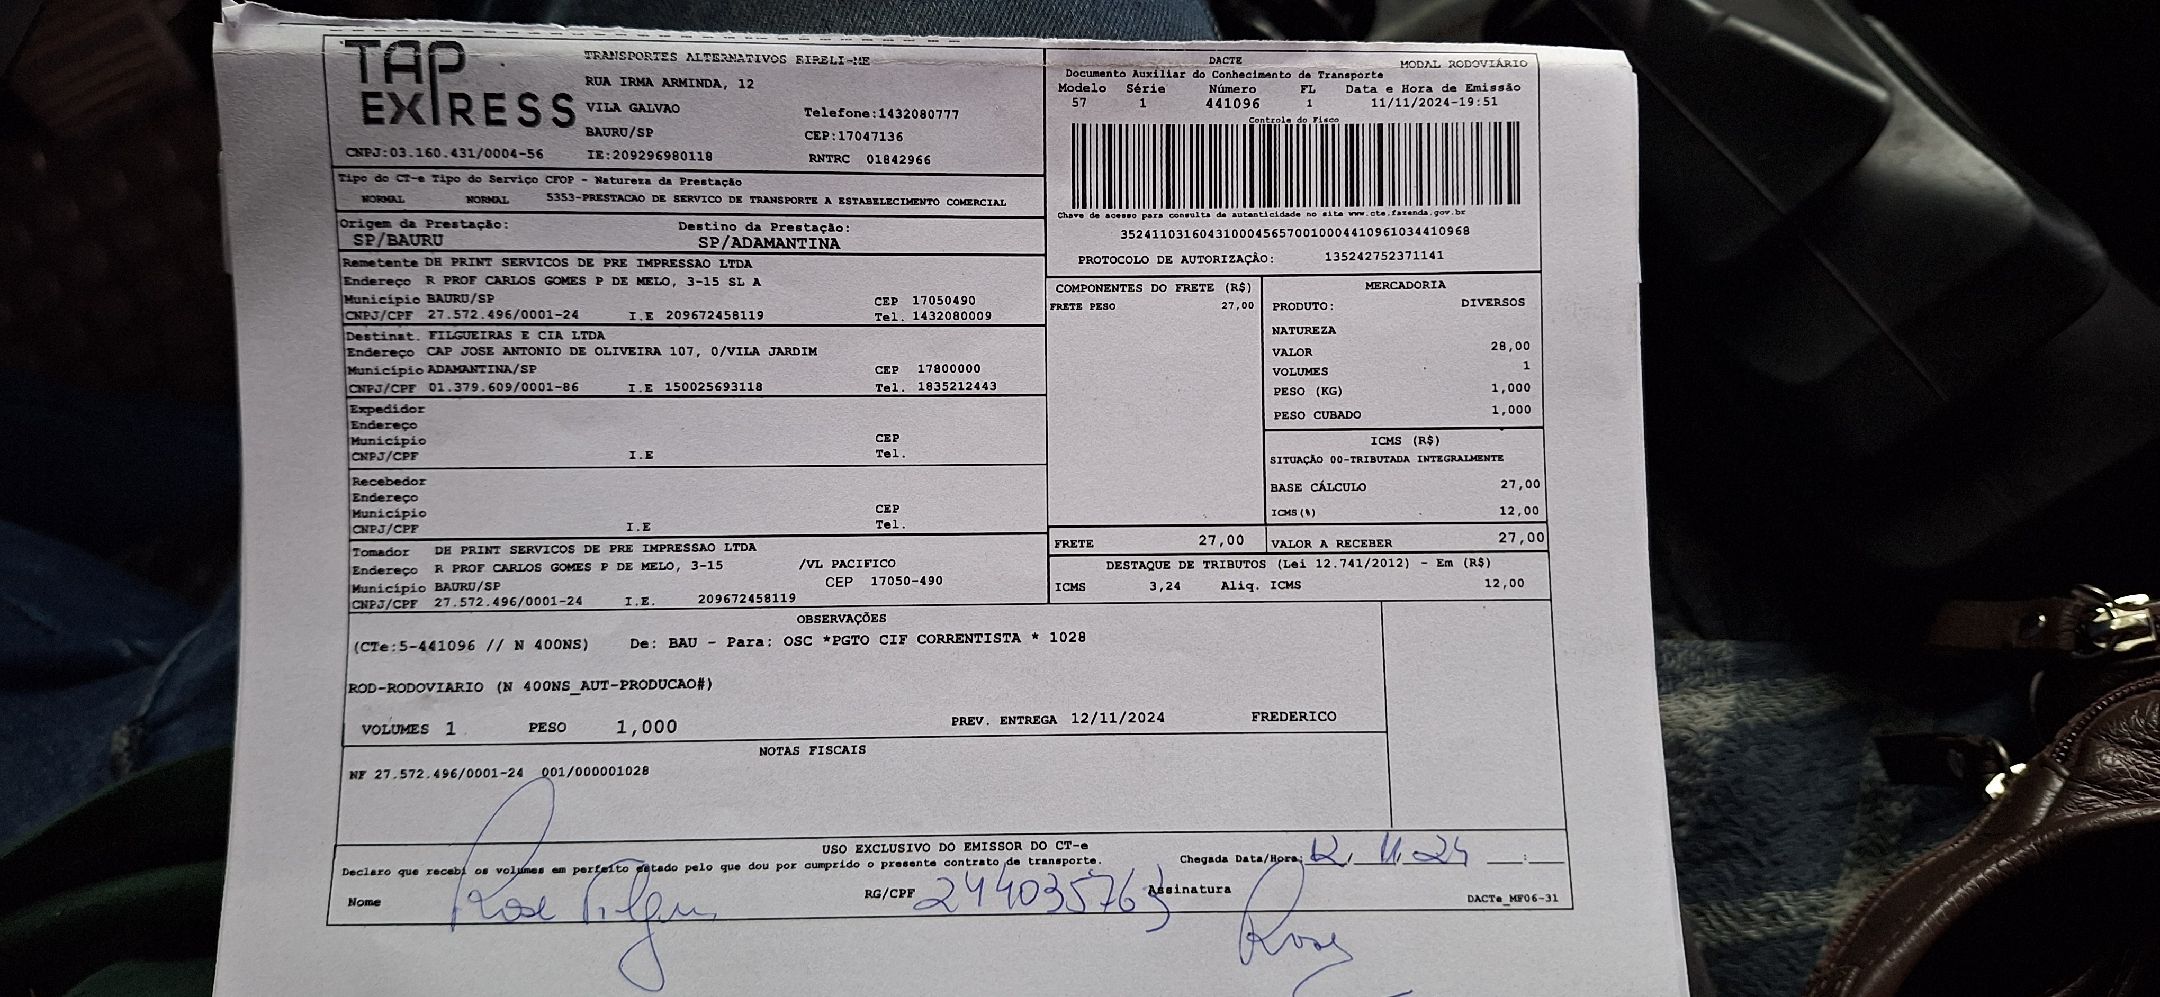 TAP EXPRESS
TRANSPORTES ALTERNATIVOS EIRELI-ME
RUA IRMA ARMINDA, 12
VILA GALVAO Telefone:1432080777
BAURU/SP CEP:17047136
CNPJ:03.160.431/0004-56 IE:209296980118 RNTRC 01842966
DACTE MODAL RODOVIÁRIO
Documento Auxiliar do Conhecimento de Transporte
Modelo Série Número FL Data e Hora de Emissão
57 1 441096 1 11/11/2024-19:51
Controle do Fisco
Chave de acesso para consulta de autenticidade no site www.cte.fazenda.gov.br
35241103160431000456570010004410961034410968
PROTOCOLO DE AUTORIZAÇÃO: 135242752371141
Tipo do CT-e Tipo do Serviço CFOP - Natureza da Prestação
NORMAL NORMAL 5353-PRESTACAO DE SERVICO DE TRANSPORTE A ESTABELECIMENTO COMERCIAL
Origem da Prestação: Destino da Prestação:
SP/BAURU SP/ADAMANTINA
Remetente DH PRINT SERVICOS DE PRE IMPRESSAO LTDA
Endereço R PROF CARLOS GOMES P DE MELO, 3-15 SL A
Município BAURU/SP CEP 17050490
CNPJ/CPF 27.572.496/0001-24 I.E 209672458119 Tel. 1432080009
Destinat. FILGUEIRAS E CIA LTDA
Endereço CAP JOSE ANTONIO DE OLIVEIRA 107, 0/VILA JARDIM
Município ADAMANTINA/SP CEP 17800000
CNPJ/CPF 01.379.609/0001-86 I.E 150025693118 Tel. 1835212443
Expedidor
Endereço
Município CEP
CNPJ/CPF I.E Tel.
Recebedor
Endereço
Município CEP
CNPJ/CPF I.E Tel.
Tomador DH PRINT SERVICOS DE PRE IMPRESSAO LTDA
Endereço R PROF CARLOS GOMES P DE MELO, 3-15 /VL PACIFICO
Município BAURU/SP CEP 17050-490
CNPJ/CPF 27.572.496/0001-24 I.E. 209672458119
COMPONENTES DO FRETE (R$)
FRETE PESO 27,00
MERCADORIA
PRODUTO: DIVERSOS
NATUREZA
VALOR 28,00
VOLUMES 1
PESO (KG) 1,000
PESO CUBADO 1,000
ICMS (R$)
SITUAÇÃO 00-TRIBUTADA INTEGRALMENTE
BASE CÁLCULO 27,00
ICMS(%) 12,00
FRETE 27,00 VALOR A RECEBER 27,00
DESTAQUE DE TRIBUTOS (Lei 12.741/2012) - Em (R$)
ICMS 3,24 Aliq. ICMS 12,00
OBSERVAÇÕES
(CTe:5-441096 // N 400NS) De: BAU - Para: OSC *PGTO CIF CORRENTISTA * 1028
ROD-RODOVIARIO (N 400NS_AUT-PRODUCAO#)
VOLUMES 1 PESO 1,000 PREV. ENTREGA 12/11/2024 FREDERICO
NOTAS FISCAIS
NF 27.572.496/0001-24 001/000001028
USO EXCLUSIVO DO EMISSOR DO CT-e
Declaro que recebi os volumes em perfeito estado pelo que dou por cumprido o presente contrato de transporte. Chegada Data/Hora: 12.11.24 __:__
Nome Rose RG/CPF 244035763 Assinatura Rose DACTe_MF06-31